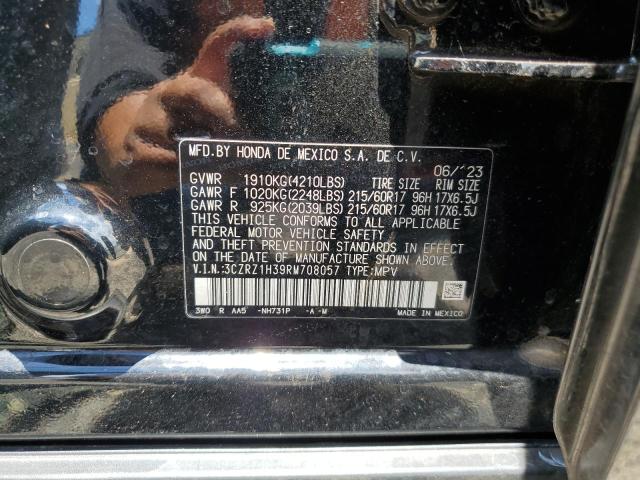 MFD.BY HONDA DE MEXICO S.A. DE C.V. 06/'23
GVWR 1910KG(4210LBS) TIRE SIZE RIM SIZE
GAWR F 1020KG(2248LBS) 215/60R17 96H 17X6.5J
GAWR R 925KG(2039LBS) 215/60R17 96H 17X6.5J
THIS VEHICLE CONFORMS TO ALL APPLICABLE
FEDERAL MOTOR VEHICLE SAFETY
AND THEFT PREVENTION STANDARDS IN EFFECT ON THE
DATE OF MANUFACTURE SHOWN ABOVE.
V.I.N.:3CZRZ1H39RM708057 TYPE:MPV
3W0 R AA5 -NH731P -A -M MADE IN MEXICO